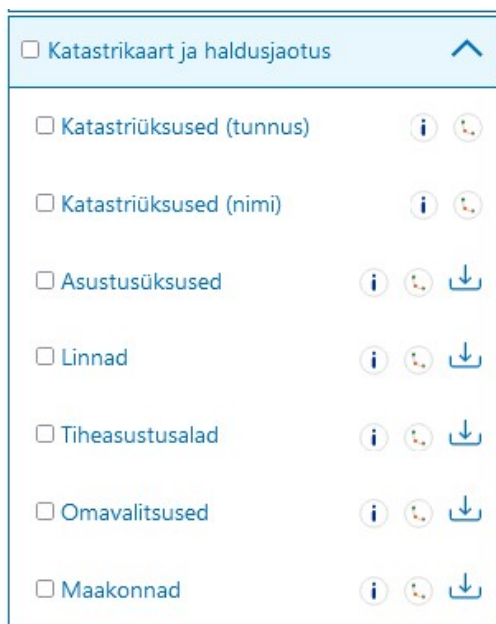 Katastrikaart ja haldusjaotus
Katastriüksused (tunnus)
Katastriüksused (nimi)
Asustusüksused
Linnad
Tiheasustusalad
Omavalitsused
Maakonnad